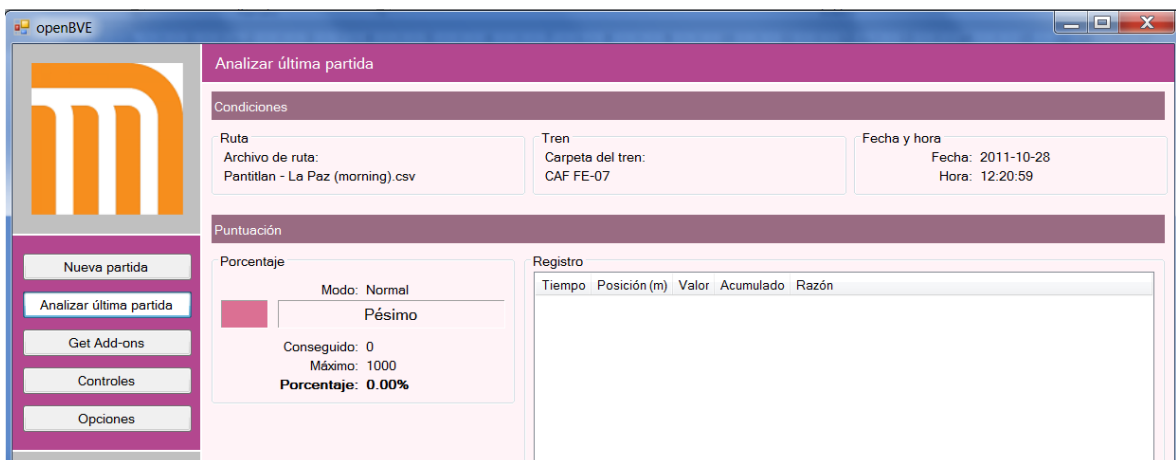 openBVE
Analizar última partida
Condiciones
Ruta
Archivo de ruta:
Pantitlan - La Paz (morning).csv
Tren
Carpeta del tren:
CAF FE-07
Fecha y hora
Fecha: 2011-10-28
Hora: 12:20:59
Puntuación
Nueva partida
Analizar última partida
Get Add-ons
Controles
Opciones
Porcentaje
Modo: Normal
Pésimo
Conseguido: 0
Máximo: 1000
Porcentaje: 0.00%
Registro
Tiempo Posición (m) Valor Acumulado Razón